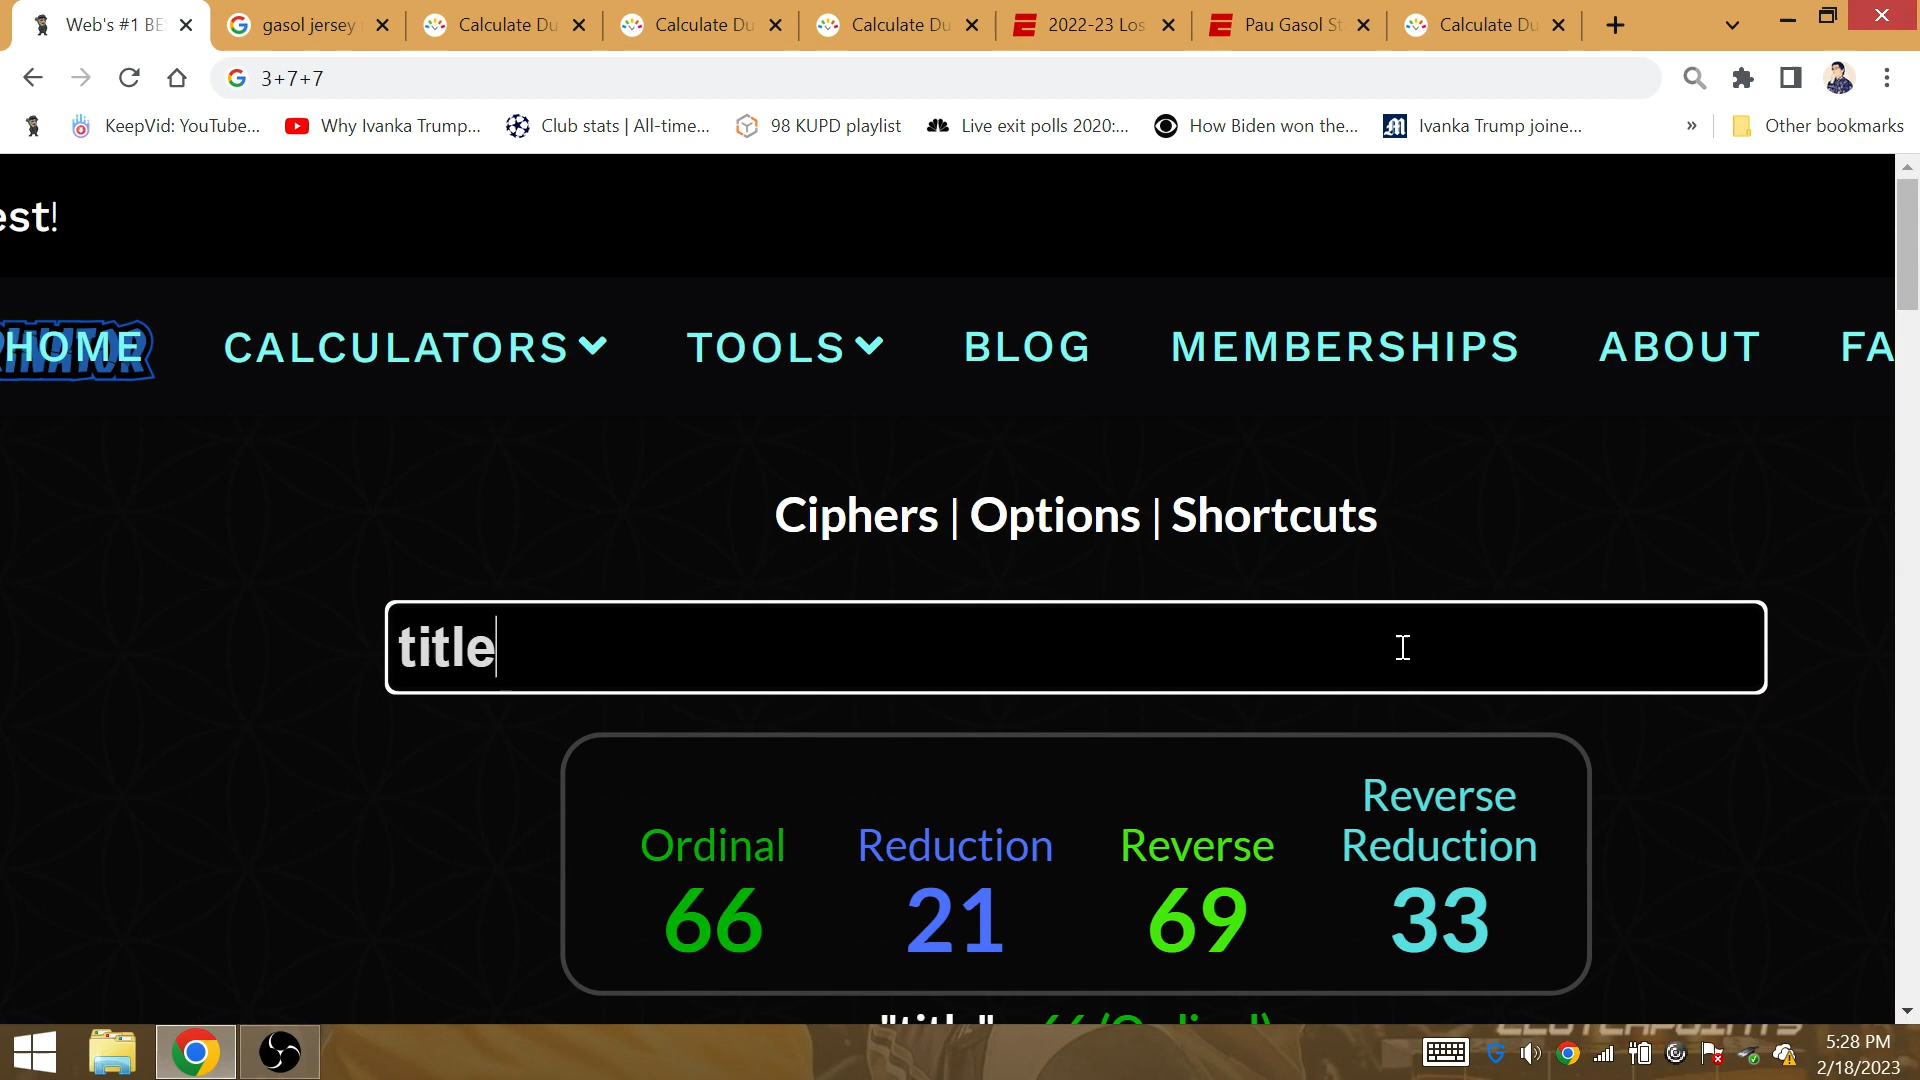 Web's #1 BE
gasol jersey
Calculate Du
Calculate Du
Calculate Du
2022-23 Los
Pau Gasol St
Calculate Du
3+7+7
KeepVid: YouTube...
Why Ivanka Trump...
Club stats | All-time...
98 KUPD playlist
Live exit polls 2020:...
How Biden won the...
Ivanka Trump joine...
»
Other bookmarks
est!
HOME
CALCULATORS
TOOLS
BLOG
MEMBERSHIPS
ABOUT
FA
Ciphers | Options | Shortcuts
title
Ordinal
66
Reduction
21
Reverse
69
Reverse
Reduction
33
5:28 PM
2/18/2023